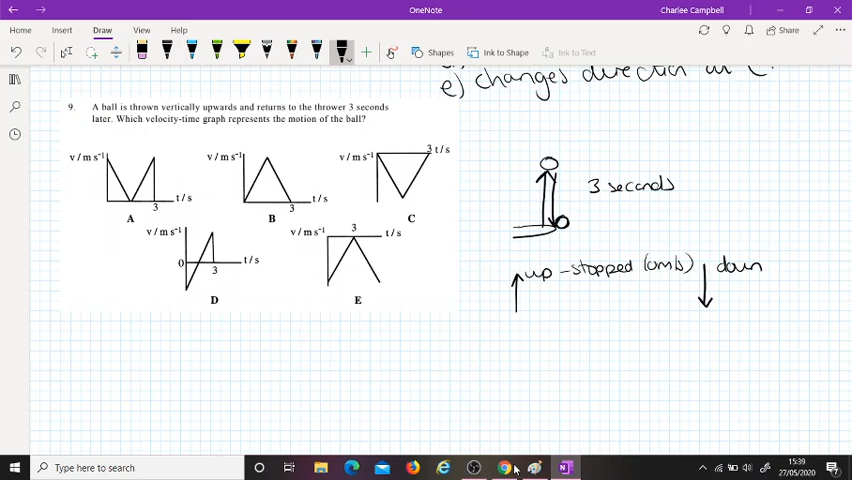 OneNote
Charlee Campbell
Home Insert Draw History Review View Help Share
Shapes Ink to Shape Ink to Text
e) changes direction at C.
9. A ball is thrown vertically upwards and returns to the thrower 3 seconds
later. Which velocity-time graph represents the motion of the ball?
v / m s⁻¹ t / s 3 A
v / m s⁻¹ t / s 3 B
v / m s⁻¹ 3 t / s C
v / m s⁻¹ 0 t / s 3 D
v / m s⁻¹ 3 t / s E
3 seconds
up - stopped (0m/s) down
Type here to search
15:39
27/05/2020